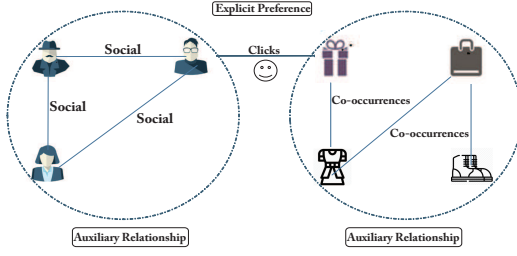 Explicit Preference
Social
Clicks
Social
Social
Co-occurrences
Co-occurrences
Auxiliary Relationship
Auxiliary Relationship